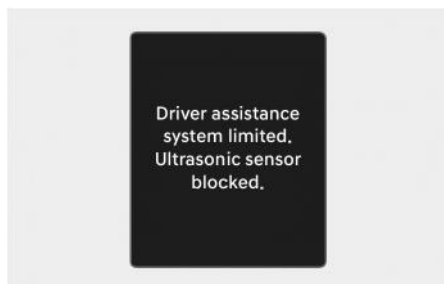 Driver assistance
system limited.
Ultrasonic sensor
blocked.